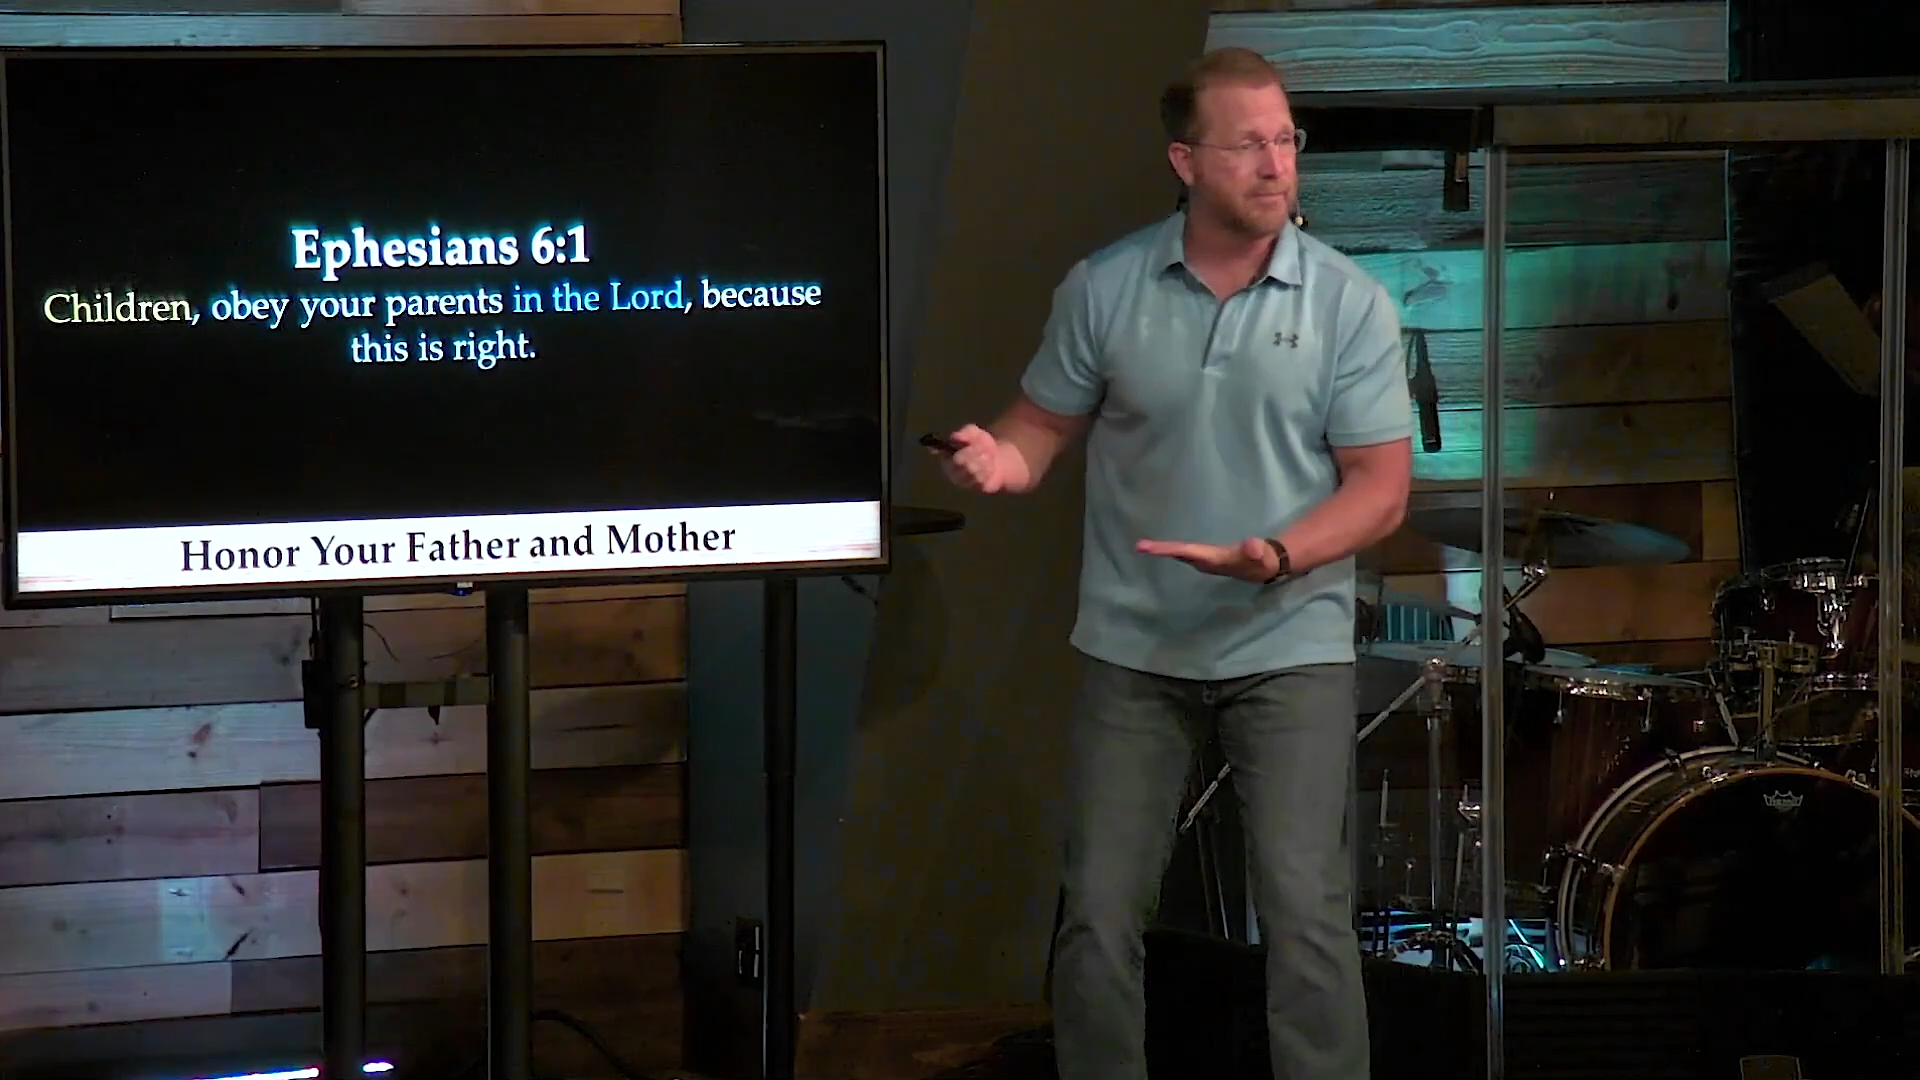 Ephesians 6:1
Children, obey your parents in the Lord, because
this is right.
Honor Your Father and Mother